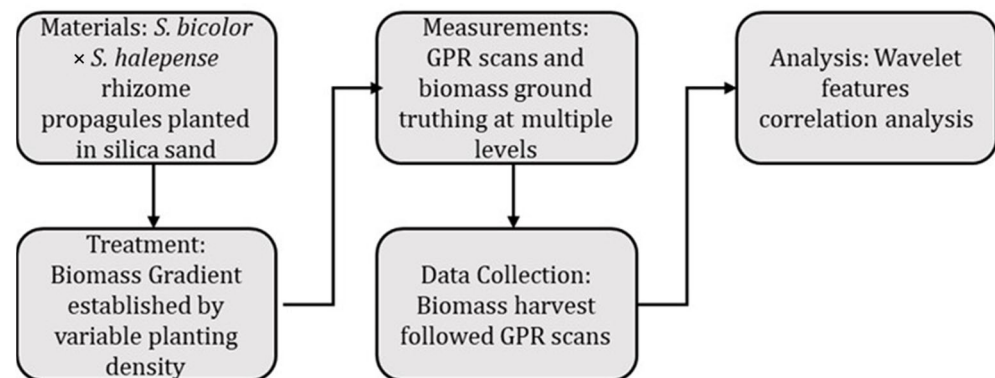 Materials: S. bicolor
× S. halepense
rhizome
propagules planted
in silica sand
Treatment:
Biomass Gradient
established by
variable planting
density
Measurements:
GPR scans and
biomass ground
truthing at multiple
levels
Data Collection:
Biomass harvest
followed GPR scans
Analysis: Wavelet
features
correlation analysis